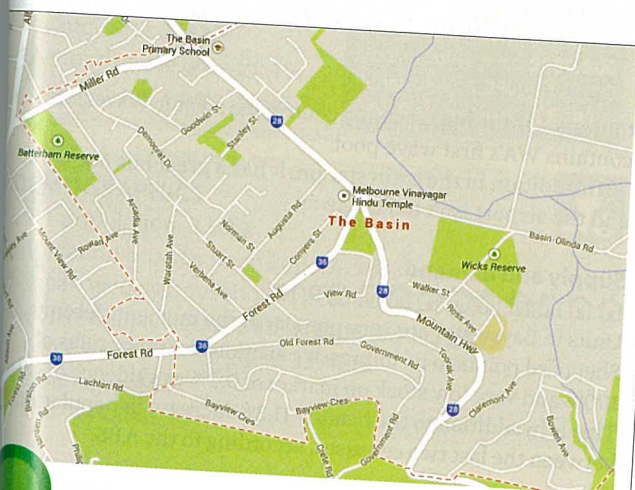 The Basin
Primary School
Miller Rd
28
Goodwin St
Stanley St
Democrat Dr
Batterham Reserve
Melbourne Vinayagar
Hindu Temple
The Basin
Arcadia Ave
Augusta Rd
Norman St
Conyers St
Basin-Olinda Rd
Rowan Ave
Mount View Rd
Waratah Ave
Stuart St
Verbena Ave
36
Wicks Reserve
Forest Rd
View Rd
28
Walker St
Ross Ave
Mountain Hwy
36
Forest Rd
36
Old Forest Rd
Government Rd
Toorak Ave
Lachlan Rd
Bayview Cres
Bayview Cres
28
Claremont Ave
Government Rd
Bowen Ave